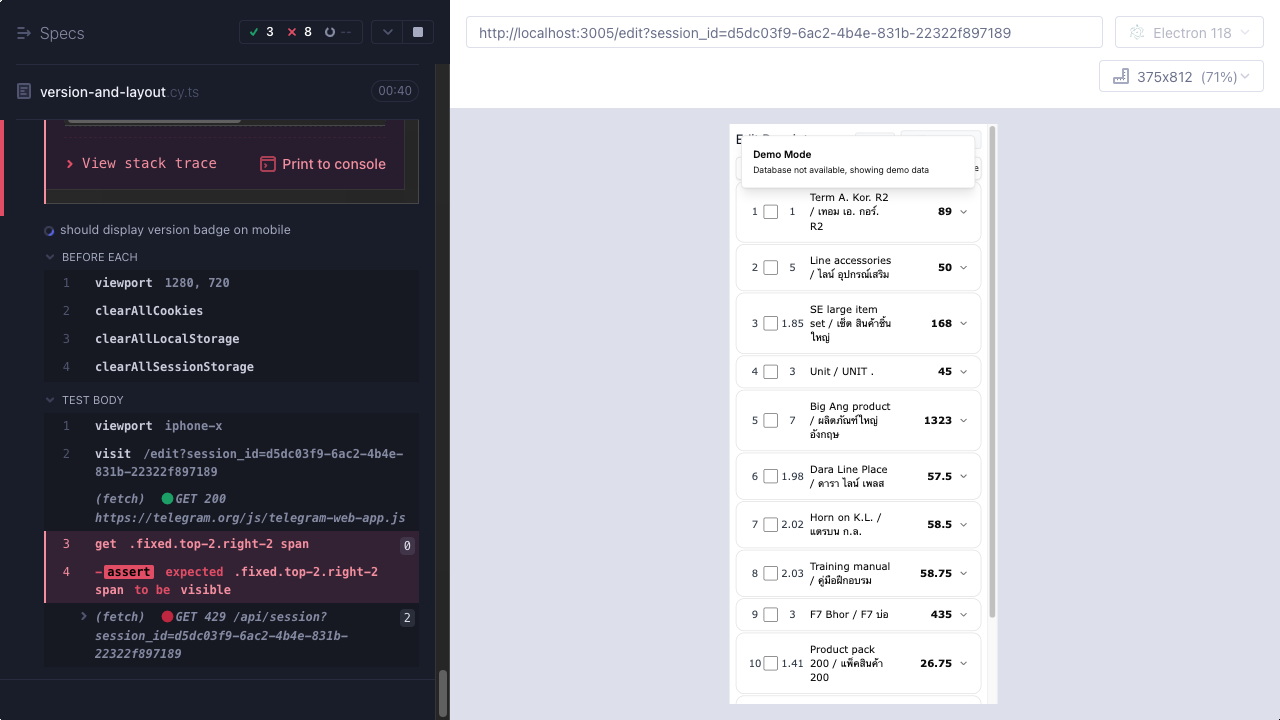 Specs
3
8
--
version-and-layout.cy.ts
00:40
View stack trace
Print to console
should display version badge on mobile
BEFORE EACH
1 viewport 1280, 720
2 clearAllCookies
3 clearAllLocalStorage
4 clearAllSessionStorage
TEST BODY
1 viewport iphone-x
2 visit /edit?session_id=d5dc03f9-6ac2-4b4e-
831b-22322f897189
(fetch) GET 200
https://telegram.org/js/telegram-web-app.js
3 get .fixed.top-2.right-2 span 0
4 -assert expected .fixed.top-2.right-2
span to be visible
(fetch) GET 429 /api/session? 2
session_id=d5dc03f9-6ac2-4b4e-831b-
22322f897189
http://localhost:3005/edit?session_id=d5dc03f9-6ac2-4b4e-831b-22322f897189
Electron 118
375x812 (71%)
Demo Mode
Database not available, showing demo data
1 1 Term A. Kor. R2
/ เทอม เอ. กอร์.
R2
89
2 5 Line accessories
/ ไลน์ อุปกรณ์เสริม
50
3 1.85 SE large item
set / เซ็ต สินค้าชิ้น
ใหญ่
168
4 3 Unit / UNIT . 45
5 7 Big Ang product
/ ผลิตภัณฑ์ใหญ่
อังกฤษ
1323
6 1.98 Dara Line Place
/ ดารา ไลน์ เพลส
57.5
7 2.02 Horn on K.L. /
แตรบน ก.ล.
58.5
8 2.03 Training manual
/ คู่มือฝึกอบรม
58.75
9 3 F7 Bhor / F7 บ่อ 435
10 1.41 Product pack
200 / แพ็คสินค้า
200
26.75